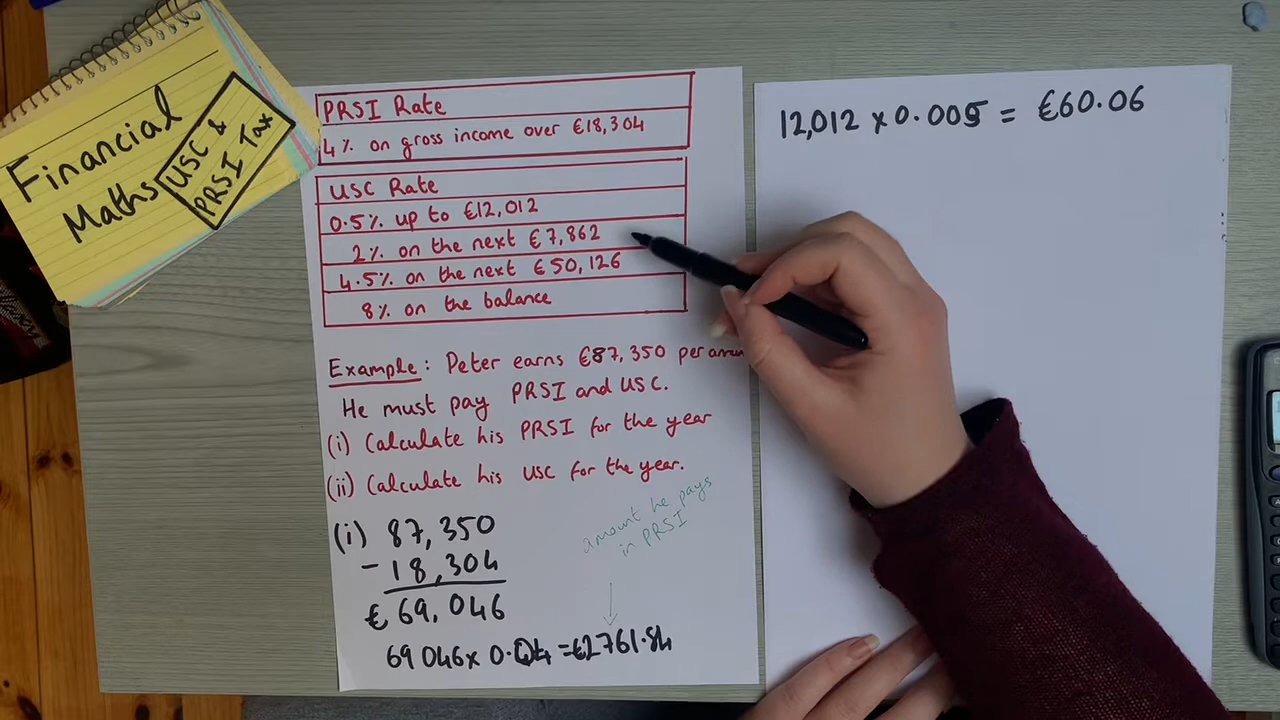 Financial
Maths
USC &
PRSI Tax
PRSI Rate
4% on gross income over €18,304
USC Rate
0.5% up to €12,012
2% on the next €7,862
4.5% on the next €50,126
8% on the balance
Example: Peter earns €87,350 per
He must pay PRSI and USC.
(i) Calculate his PRSI for the year
(ii) Calculate his USC for the year.
amount he pays
in PRSI
(i) 87,350
- 18,304
€69,046
69046 x 0.04 = €2761.84
12,012 x 0.005 = €60.06